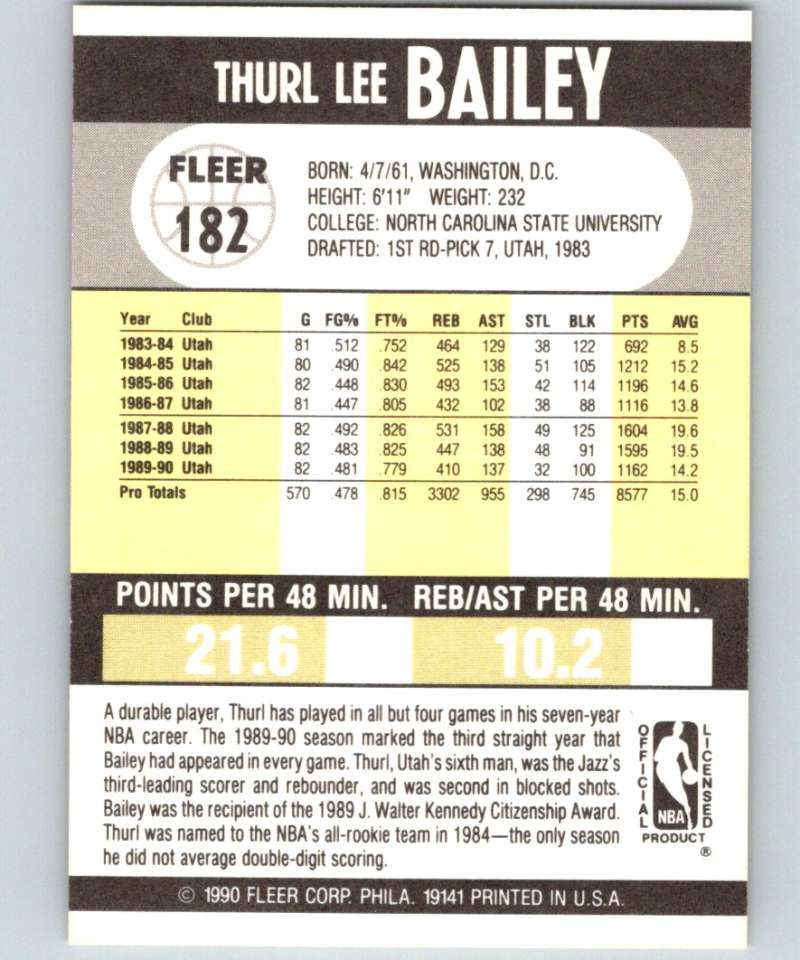 THURL LEE BAILEY
FLEER
182
BORN: 4/7/61, WASHINGTON, D.C.
HEIGHT: 6'11" WEIGHT: 232
COLLEGE: NORTH CAROLINA STATE UNIVERSITY
DRAFTED: 1ST RD-PICK 7, UTAH, 1983
Year Club G FG% FT% REB AST STL BLK PTS AVG
1983-84 Utah 81 .512 .752 464 129 38 122 692 8.5
1984-85 Utah 80 .490 .842 525 138 51 105 1212 15.2
1985-86 Utah 82 .448 .830 493 153 42 114 1196 14.6
1986-87 Utah 81 .447 .805 432 102 38 88 1116 13.8
1987-88 Utah 82 .492 .826 531 158 49 125 1604 19.6
1988-89 Utah 82 .483 .825 447 138 48 91 1595 19.5
1989-90 Utah 82 .481 .779 410 137 32 100 1162 14.2
Pro Totals 570 .478 .815 3302 955 298 745 8577 15.0
POINTS PER 48 MIN. REB/AST PER 48 MIN.
21.6 10.2
A durable player, Thurl has played in all but four games in his seven-year
NBA career. The 1989-90 season marked the third straight year that
Bailey had appeared in every game. Thurl, Utah's sixth man, was the Jazz's
third-leading scorer and rebounder, and was second in blocked shots.
Bailey was the recipient of the 1989 J. Walter Kennedy Citizenship Award.
Thurl was named to the NBA's all-rookie team in 1984—the only season
he did not average double-digit scoring.
OFFICIAL
LICENSED
NBA
PRODUCT
®
© 1990 FLEER CORP. PHILA. 19141 PRINTED IN U.S.A.